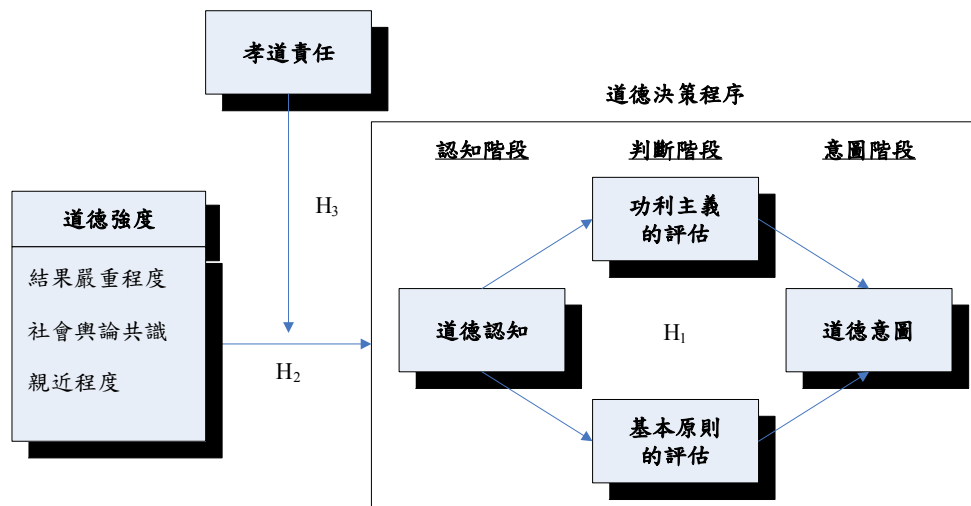 孝道責任
道德決策程序
認知階段
判斷階段
意圖階段
道德強度
結果嚴重程度
社會輿論共識
親近程度
H₃
H₂
功利主義
的評估
道德認知
H₁
道德意圖
基本原則
的評估